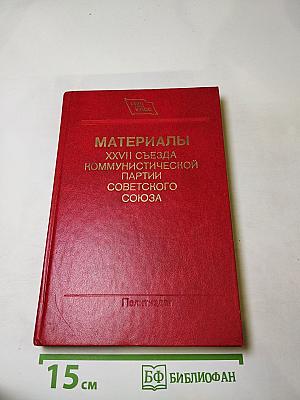 МАТЕРИАЛЫ
XXVII СЪЕЗДА
КОММУНИСТИЧЕСКОЙ
ПАРТИИ
СОВЕТСКОГО
СОЮЗА
Политиздат
15 см
БФ БИБЛИОФАН